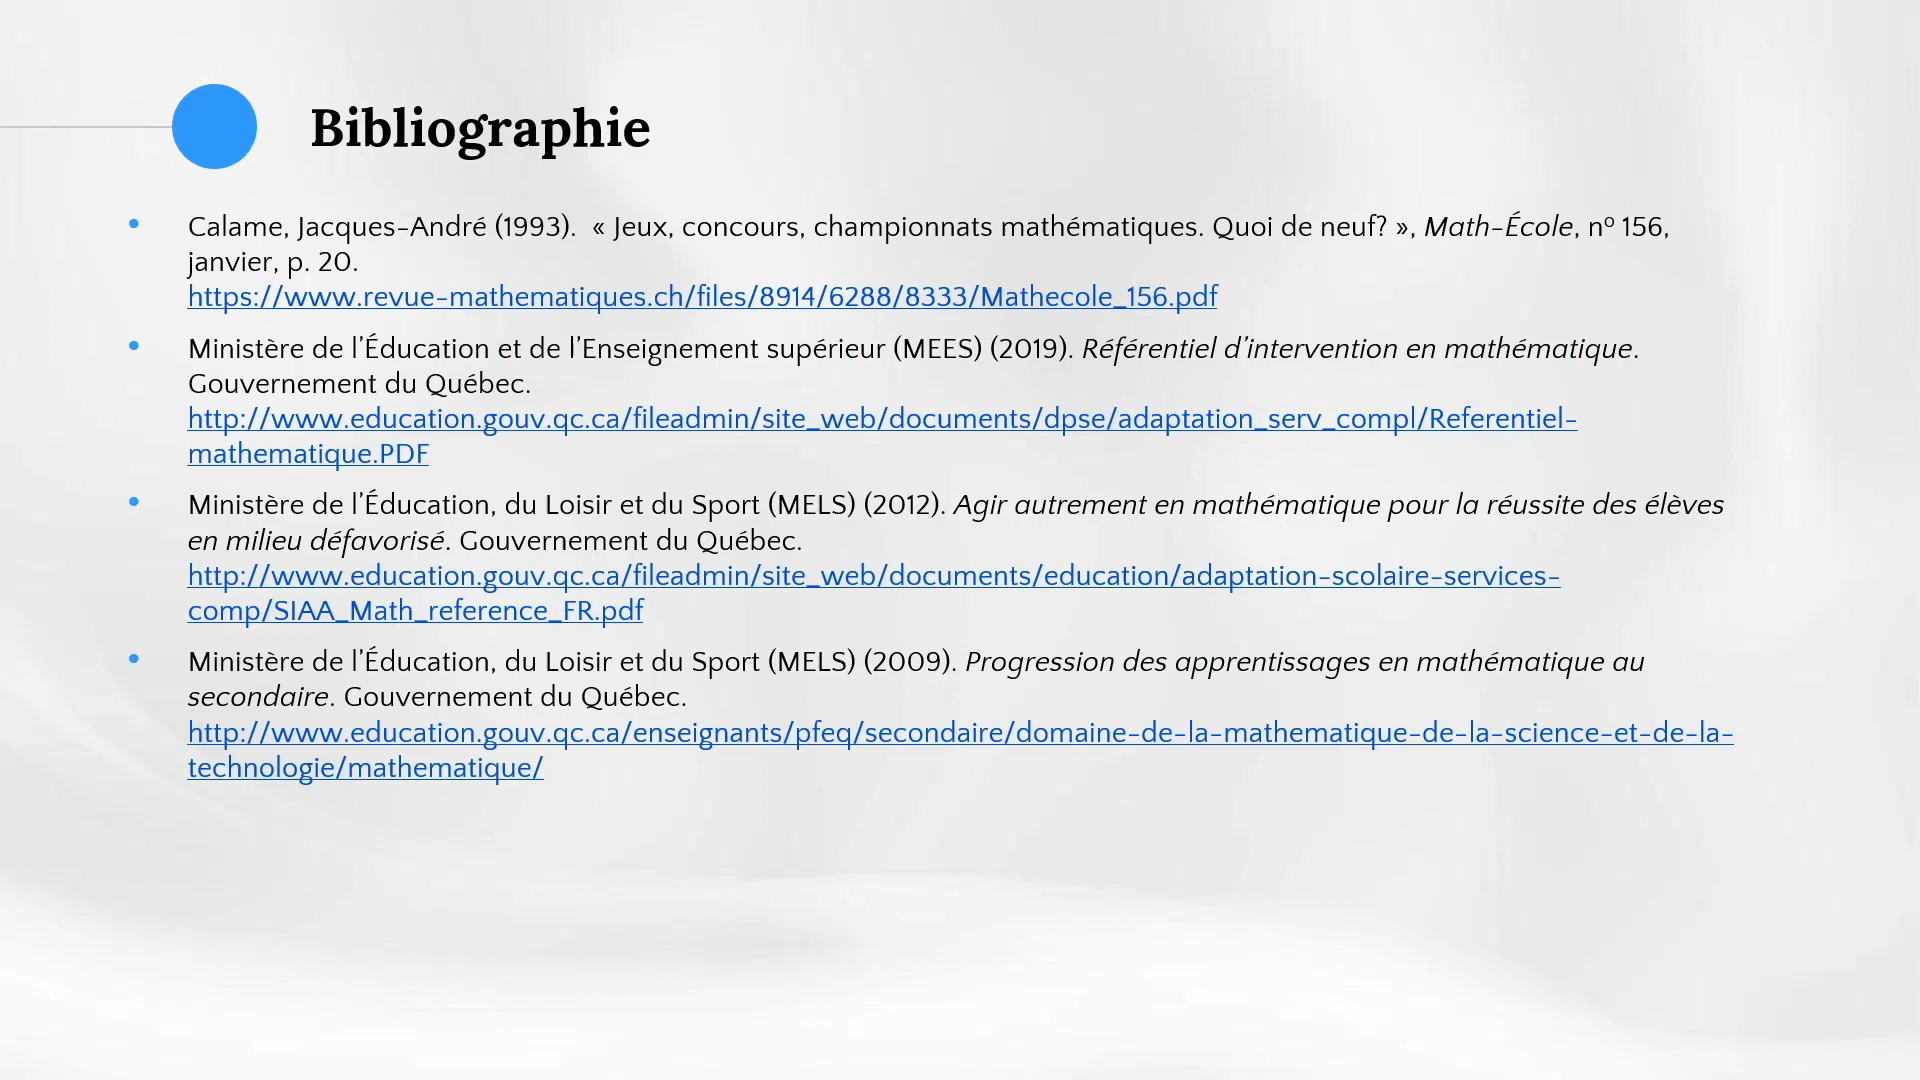 Bibliographie
• Calame, Jacques-André (1993).  « Jeux, concours, championnats mathématiques. Quoi de neuf? », Math-École, nº 156,
janvier, p. 20.
https://www.revue-mathematiques.ch/files/8914/6288/8333/Mathecole_156.pdf
• Ministère de l’Éducation et de l’Enseignement supérieur (MEES) (2019). Référentiel d’intervention en mathématique.
Gouvernement du Québec.
http://www.education.gouv.qc.ca/fileadmin/site_web/documents/dpse/adaptation_serv_compl/Referentiel-
mathematique.PDF
• Ministère de l’Éducation, du Loisir et du Sport (MELS) (2012). Agir autrement en mathématique pour la réussite des élèves
en milieu défavorisé. Gouvernement du Québec.
http://www.education.gouv.qc.ca/fileadmin/site_web/documents/education/adaptation-scolaire-services-
comp/SIAA_Math_reference_FR.pdf
• Ministère de l’Éducation, du Loisir et du Sport (MELS) (2009). Progression des apprentissages en mathématique au
secondaire. Gouvernement du Québec.
http://www.education.gouv.qc.ca/enseignants/pfeq/secondaire/domaine-de-la-mathematique-de-la-science-et-de-la-
technologie/mathematique/